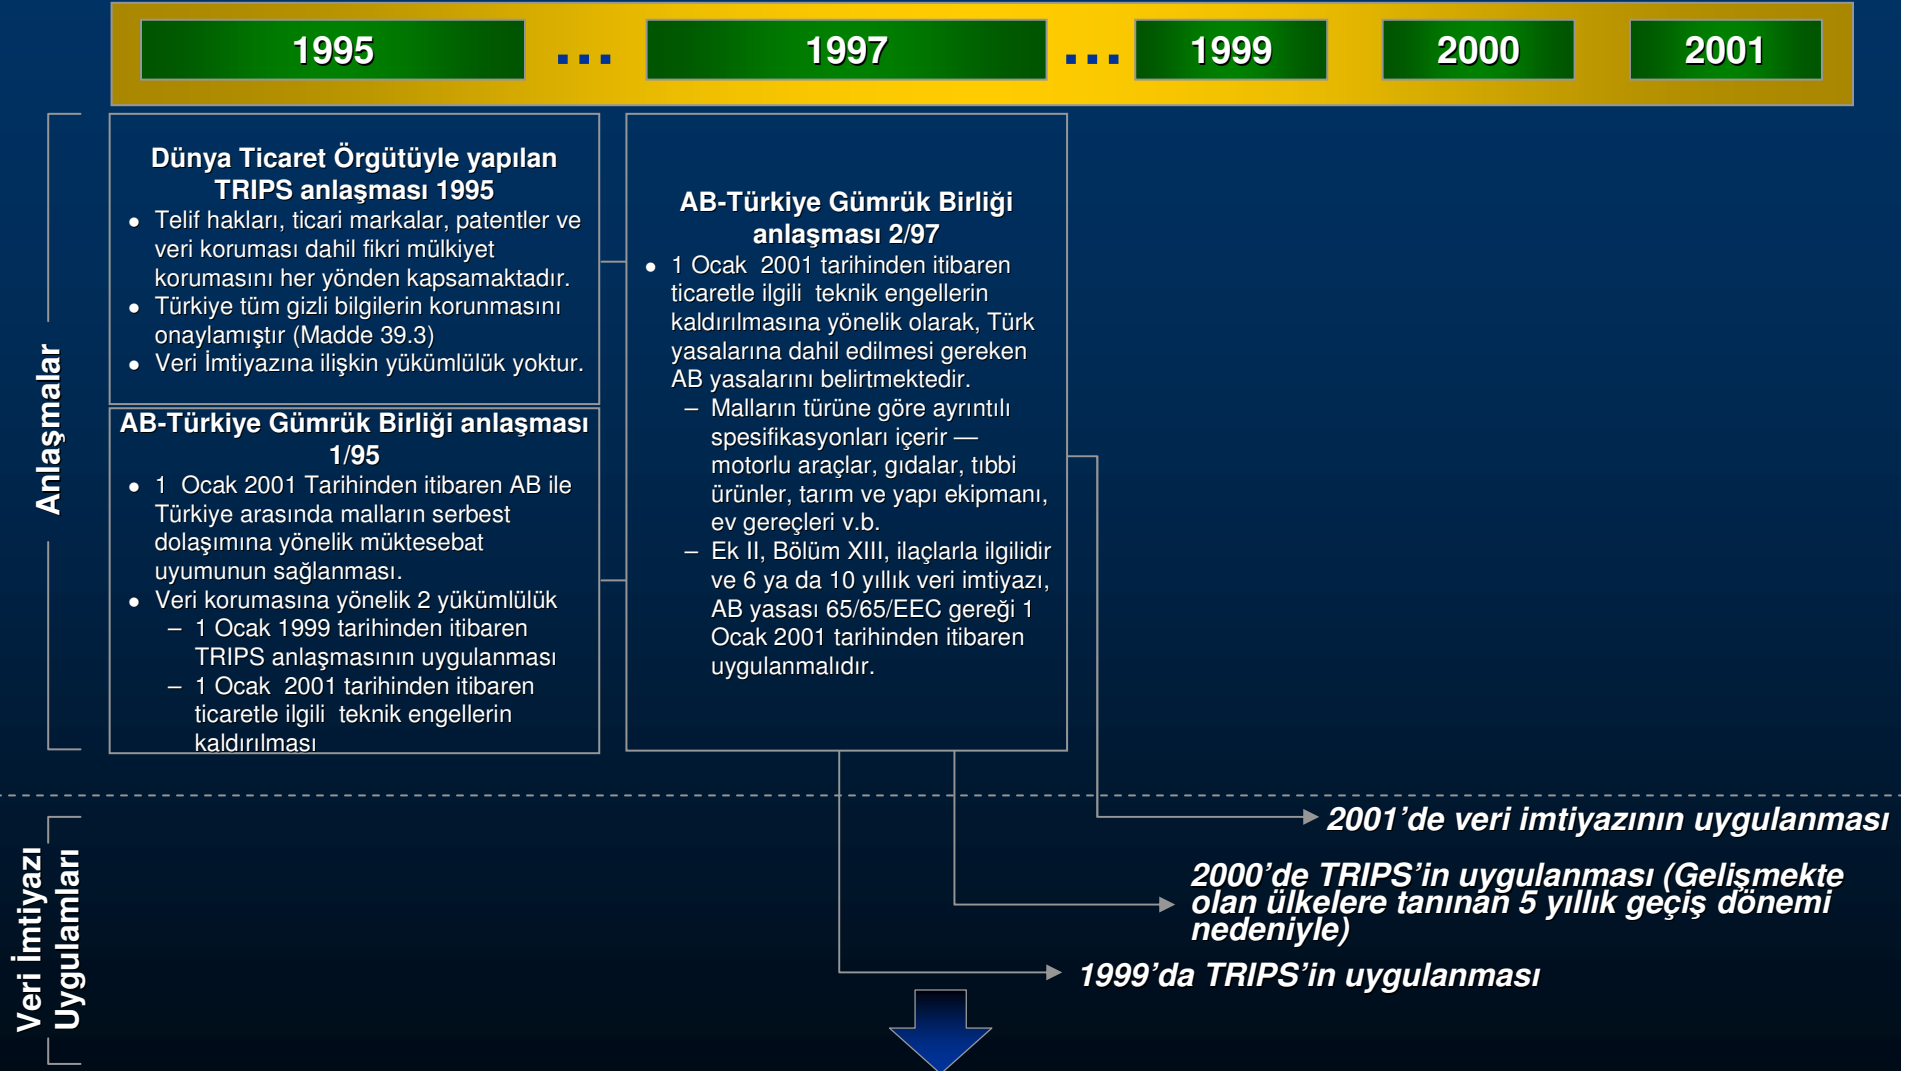 1995 ... 1997 ... 1999 2000 2001
Anlaşmalar
Dünya Ticaret Örgütüyle yapılan
TRIPS anlaşması 1995
● Telif hakları, ticari markalar, patentler ve
veri koruması dahil fikri mülkiyet
korumasını her yönden kapsamaktadır.
● Türkiye tüm gizli bilgilerin korunmasını
onaylamıştır (Madde 39.3)
● Veri İmtiyazına ilişkin yükümlülük yoktur.
AB-Türkiye Gümrük Birliği anlaşması
1/95
● 1 Ocak 2001 Tarihinden itibaren AB ile
Türkiye arasında malların serbest
dolaşımına yönelik müktesebat
uyumunun sağlanması.
● Veri korumasına yönelik 2 yükümlülük
– 1 Ocak 1999 tarihinden itibaren
TRIPS anlaşmasının uygulanması
– 1 Ocak 2001 tarihinden itibaren
ticaretle ilgili teknik engellerin
kaldırılması
AB-Türkiye Gümrük Birliği
anlaşması 2/97
● 1 Ocak 2001 tarihinden itibaren
ticaretle ilgili teknik engellerin
kaldırılmasına yönelik olarak, Türk
yasalarına dahil edilmesi gereken
AB yasalarını belirtmektedir.
– Malların türüne göre ayrıntılı
spesifikasyonları içerir —
motorlu araçlar, gıdalar, tıbbi
ürünler, tarım ve yapı ekipmanı,
ev gereçleri v.b.
– Ek II, Bölüm XIII, ilaçlarla ilgilidir
ve 6 ya da 10 yıllık veri imtiyazı,
AB yasası 65/65/EEC gereği 1
Ocak 2001 tarihinden itibaren
uygulanmalıdır.
Veri İmtiyazı
Uygulamları
2001’de veri imtiyazının uygulanması
2000’de TRIPS’in uygulanması (Gelişmekte
olan ülkelere tanınan 5 yıllık geçiş dönemi
nedeniyle)
1999’da TRIPS’in uygulanması